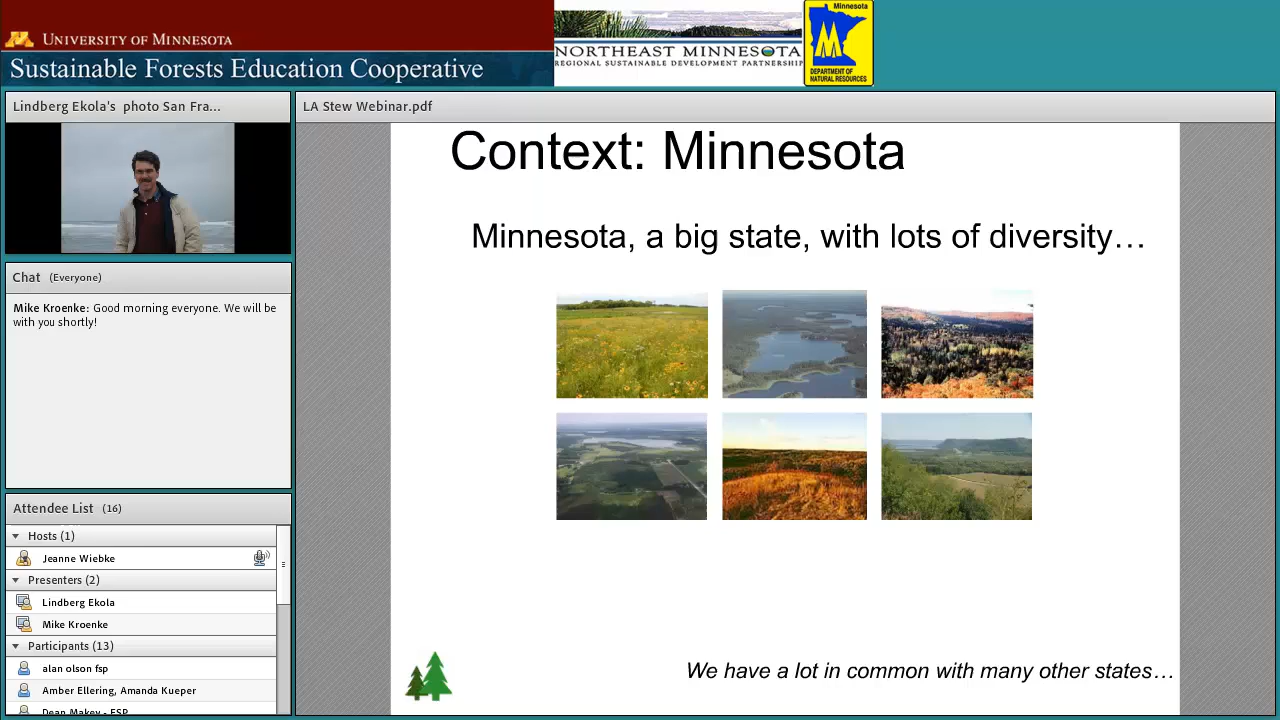 UNIVERSITY OF MINNESOTA
Sustainable Forests Education Cooperative
NORTHEAST MINNESOTA
REGIONAL SUSTAINABLE DEVELOPMENT PARTNERSHIP
Minnesota
DEPARTMENT OF
NATURAL RESOURCES
Lindberg Ekola's photo San Fra...
Chat (Everyone)
Mike Kroenke: Good morning everyone. We will be
with you shortly!
Attendee List (16)
Hosts (1)
Jeanne Wiebke
Presenters (2)
Lindberg Ekola
Mike Kroenke
Participants (13)
alan olson fsp
Amber Ellering, Amanda Kueper
Dean Makey - FSP
LA Stew Webinar.pdf
Context: Minnesota
Minnesota, a big state, with lots of diversity…
We have a lot in common with many other states…